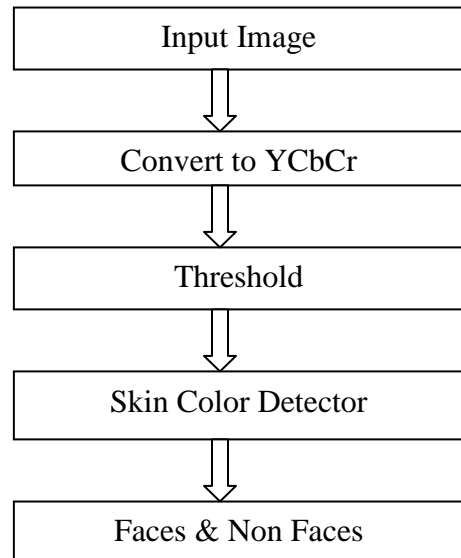 Input Image
Convert to YCbCr
Threshold
Skin Color Detector
Faces & Non Faces